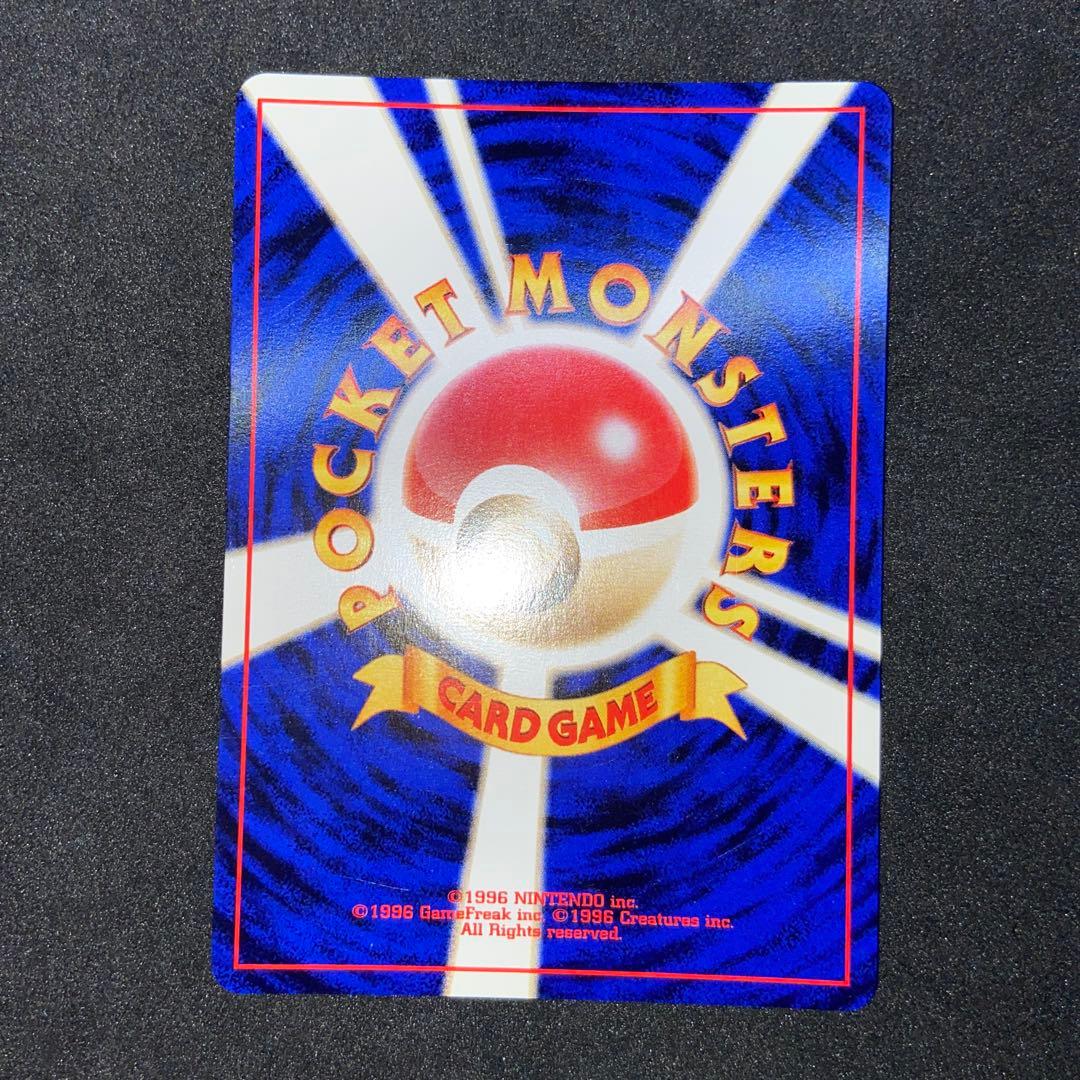 POCKET MONSTERS
CARD GAME
©1996 NINTENDO inc.
©1996 GameFreak inc. ©1996 Creatures inc.
All Rights reserved.